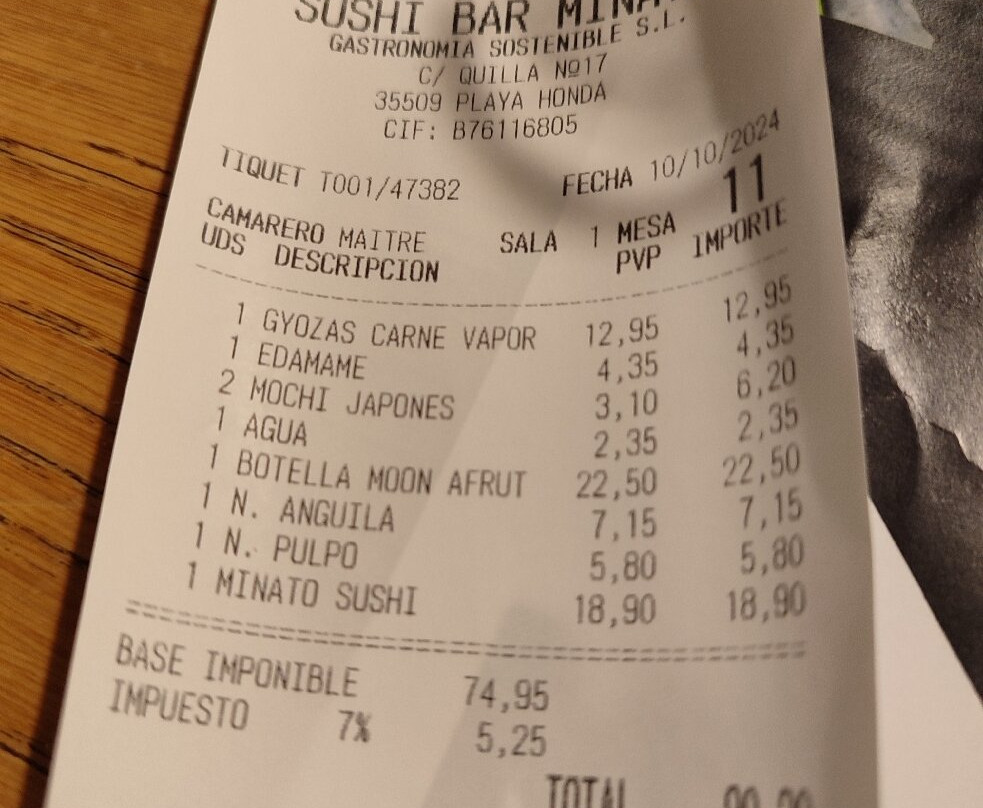 SUSHI BAR
GASTRONOMIA SOSTENIBLE S.L.
C/ QUILLA Nº17
35509 PLAYA HONDA
CIF: B76116805
TIQUET T001/47382 FECHA 10/10/2024
CAMARERO MAITRE SALA 1 MESA 11
UDS DESCRIPCION PVP IMPORTE
1 GYOZAS CARNE VAPOR 12,95 12,95
1 EDAMAME 4,35 4,35
2 MOCHI JAPONES 3,10 6,20
1 AGUA 2,35 2,35
1 BOTELLA MOON AFRUT 22,50 22,50
1 N. ANGUILA 7,15 7,15
1 N. PULPO 5,80 5,80
1 MINATO SUSHI 18,90 18,90
BASE IMPONIBLE 74,95
IMPUESTO 7% 5,25
TOTAL